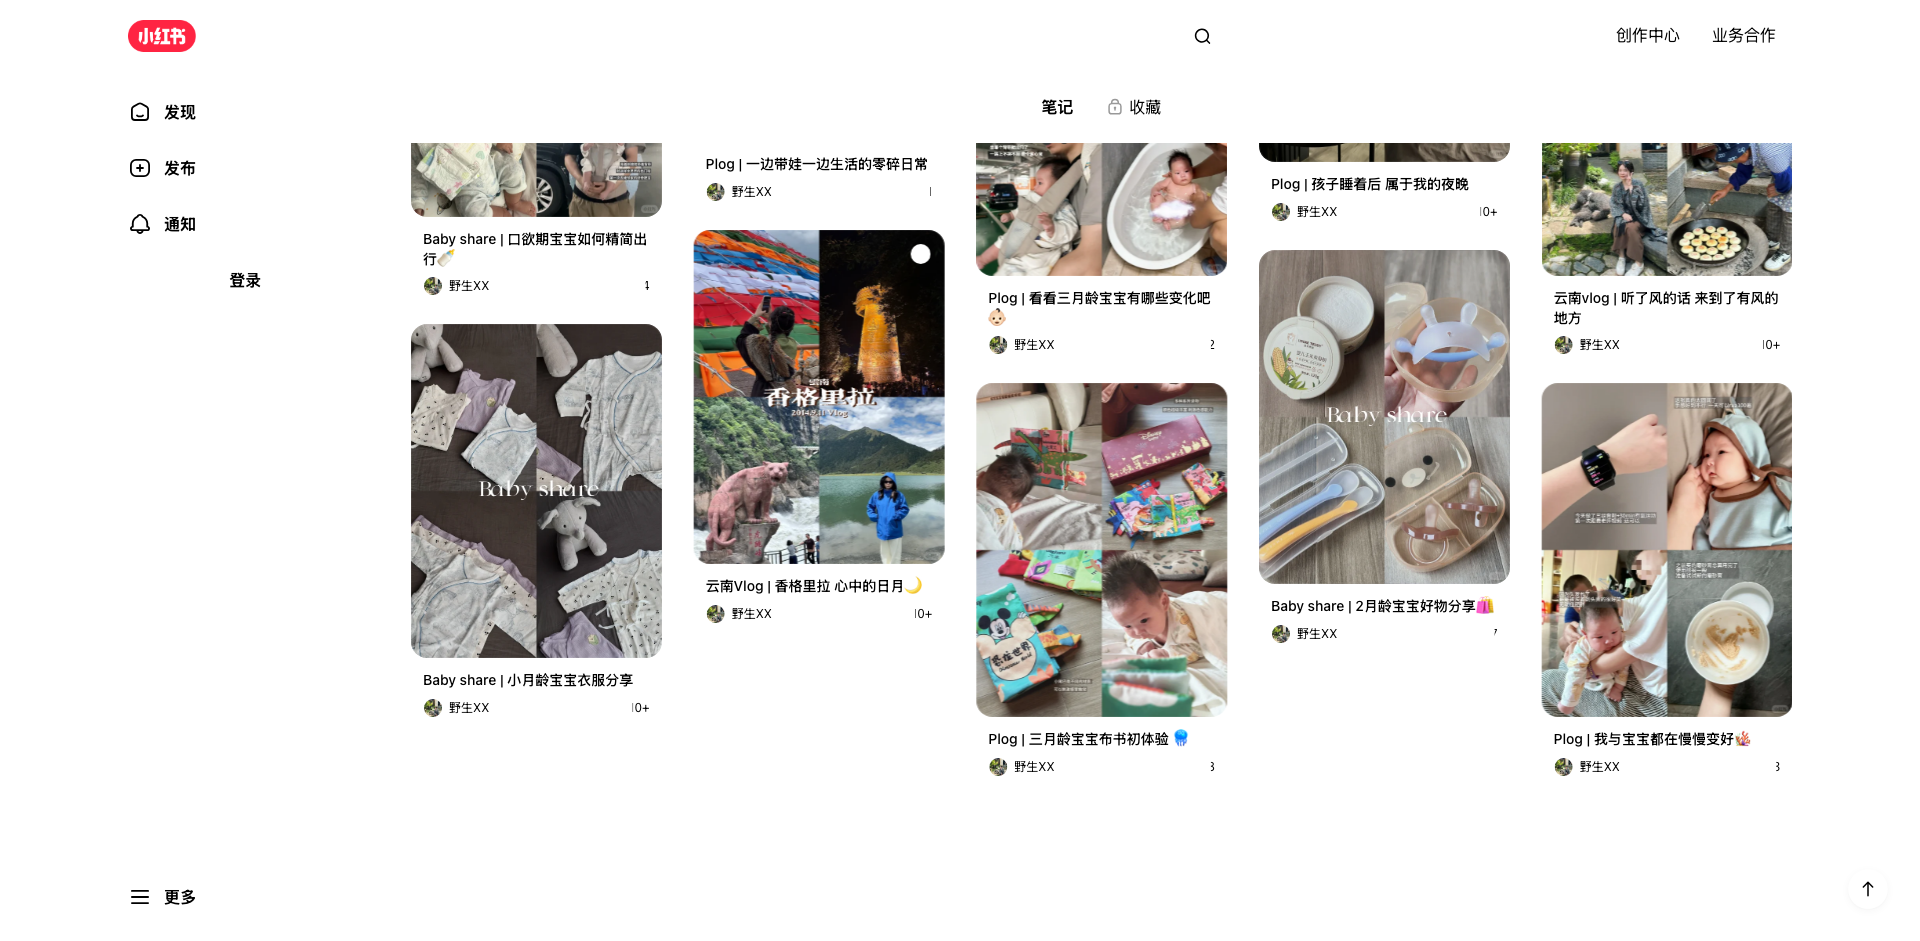 小红书
创作中心
业务合作
发现
发布
通知
登录
更多
笔记
收藏
Baby share | 口欲期宝宝如何精简出
行🍼
野生XX
Baby share
Baby share | 小月龄宝宝衣服分享
野生XX
10+
Plog | 一边带娃一边生活的零碎日常
野生XX
云南
香格里拉
云南Vlog | 香格里拉 心中的日月🌙
野生XX
10+
Plog | 看看三月龄宝宝有哪些变化吧
👶🏻
野生XX
2
Disney
Plog | 三月龄宝宝布书初体验 🪼
野生XX
Plog | 孩子睡着后 属于我的夜晚
野生XX
10+
Baby share
Baby share | 2月龄宝宝好物分享🛍️
野生XX
云南vlog | 听了风的话 来到了有风的
地方
野生XX
10+
Plog | 我与宝宝都在慢慢变好🪸
野生XX